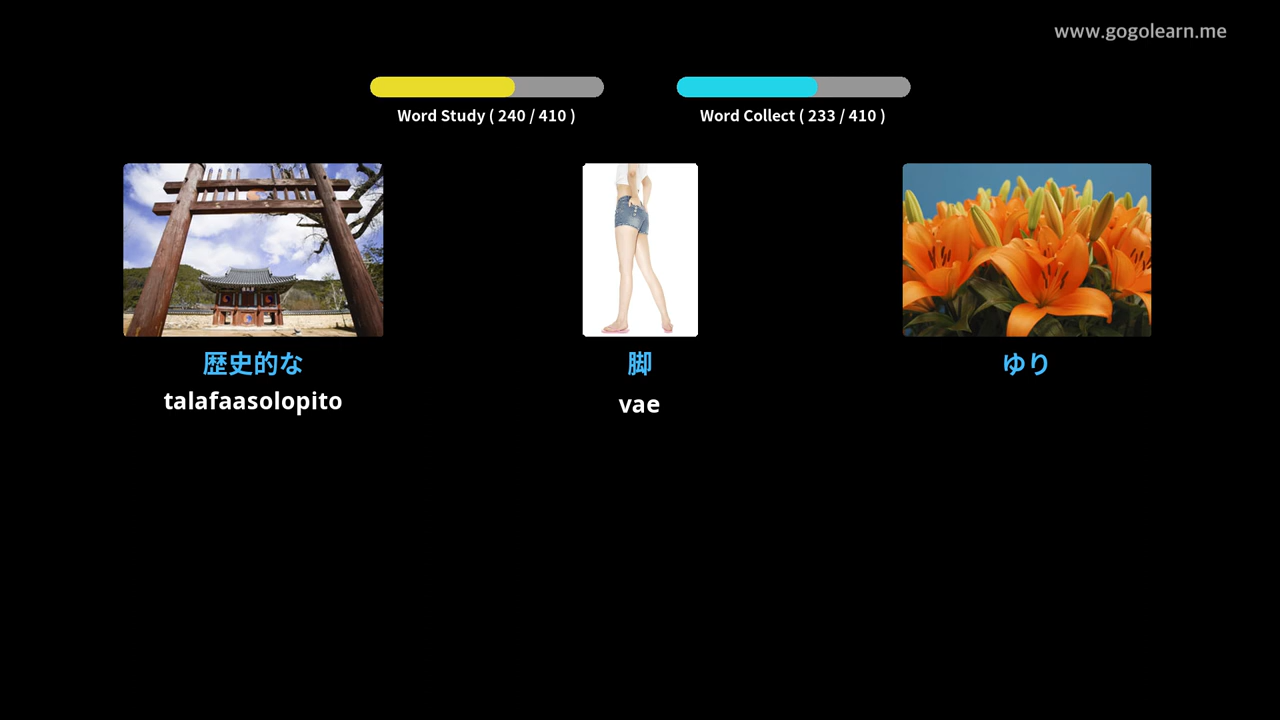 www.gogolearn.me
Word Study ( 240 / 410 )
Word Collect ( 233 / 410 )
歴史的な
talafaasolopito
脚
vae
ゆり